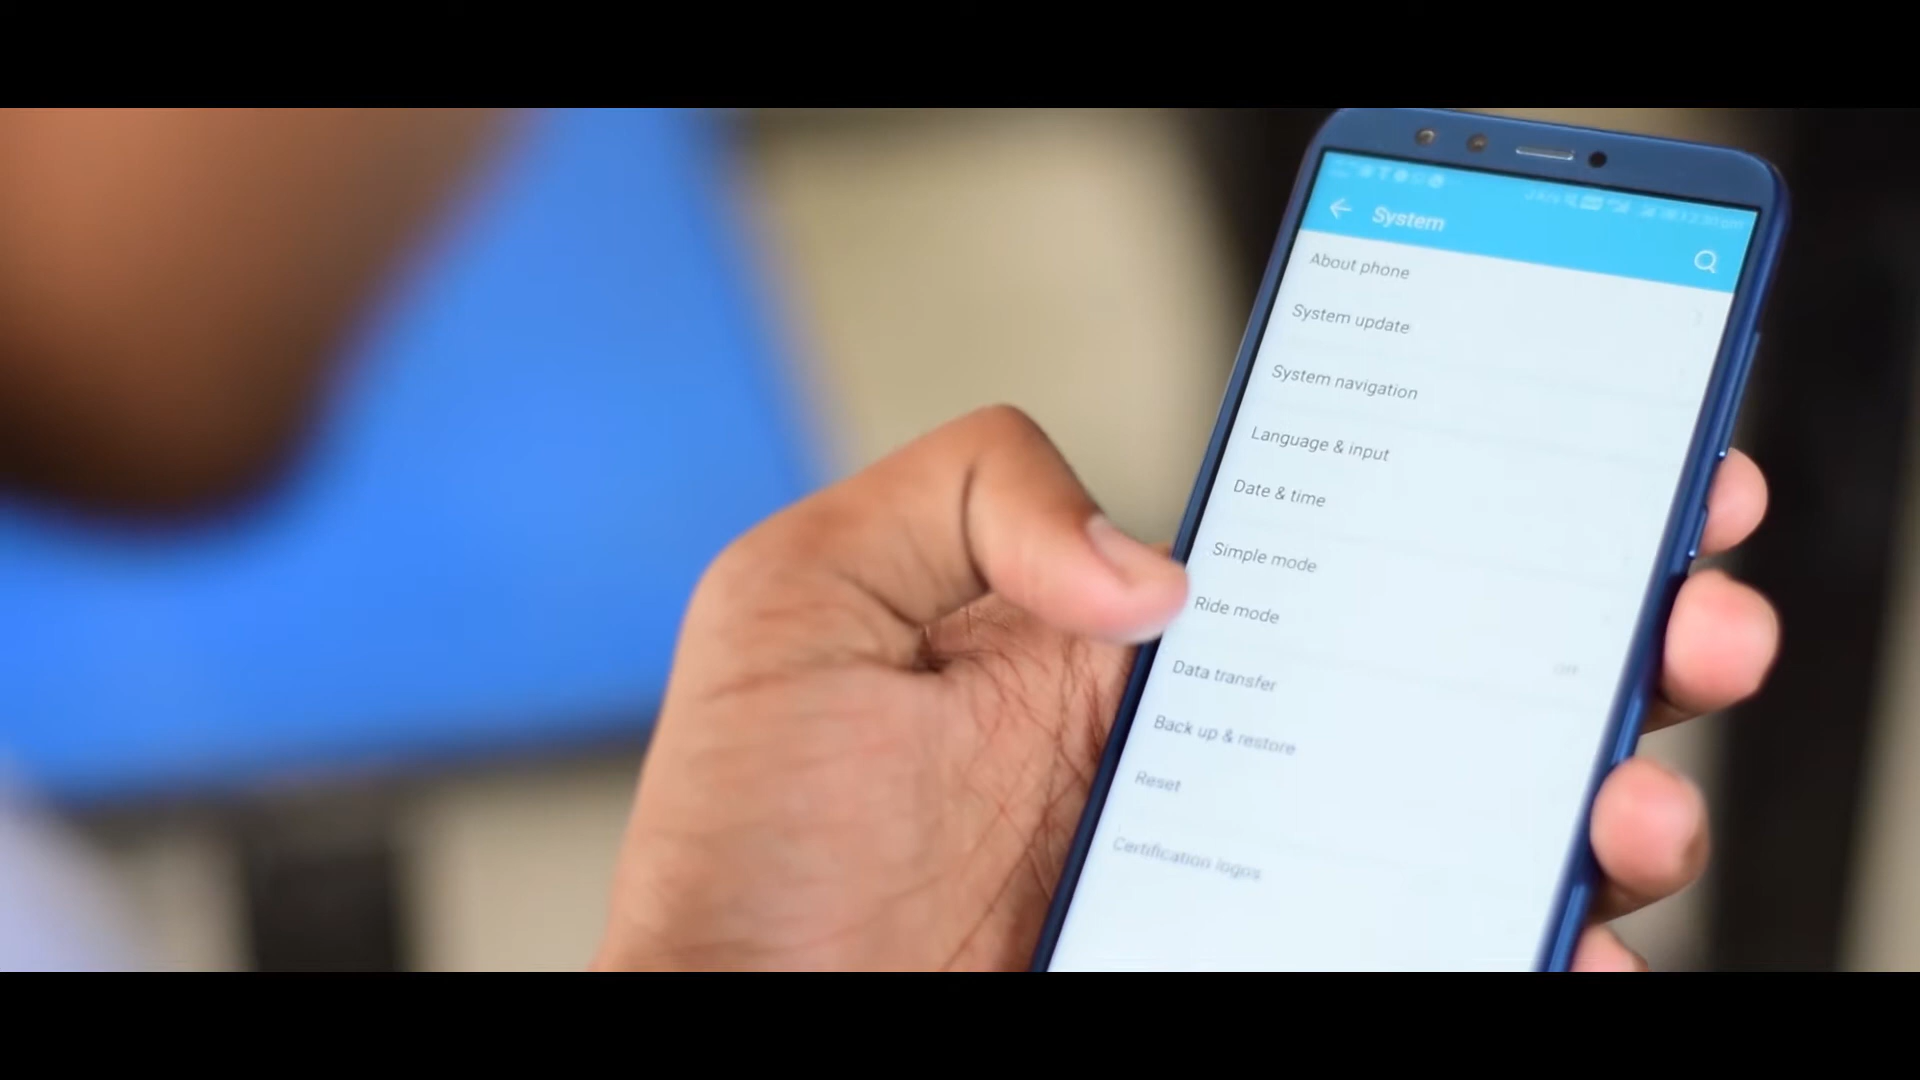 System
About phone
System update
System navigation
Language & input
Date & time
Simple mode
Ride mode
Off
Data transfer
Back up & restore
Reset
Certification logos